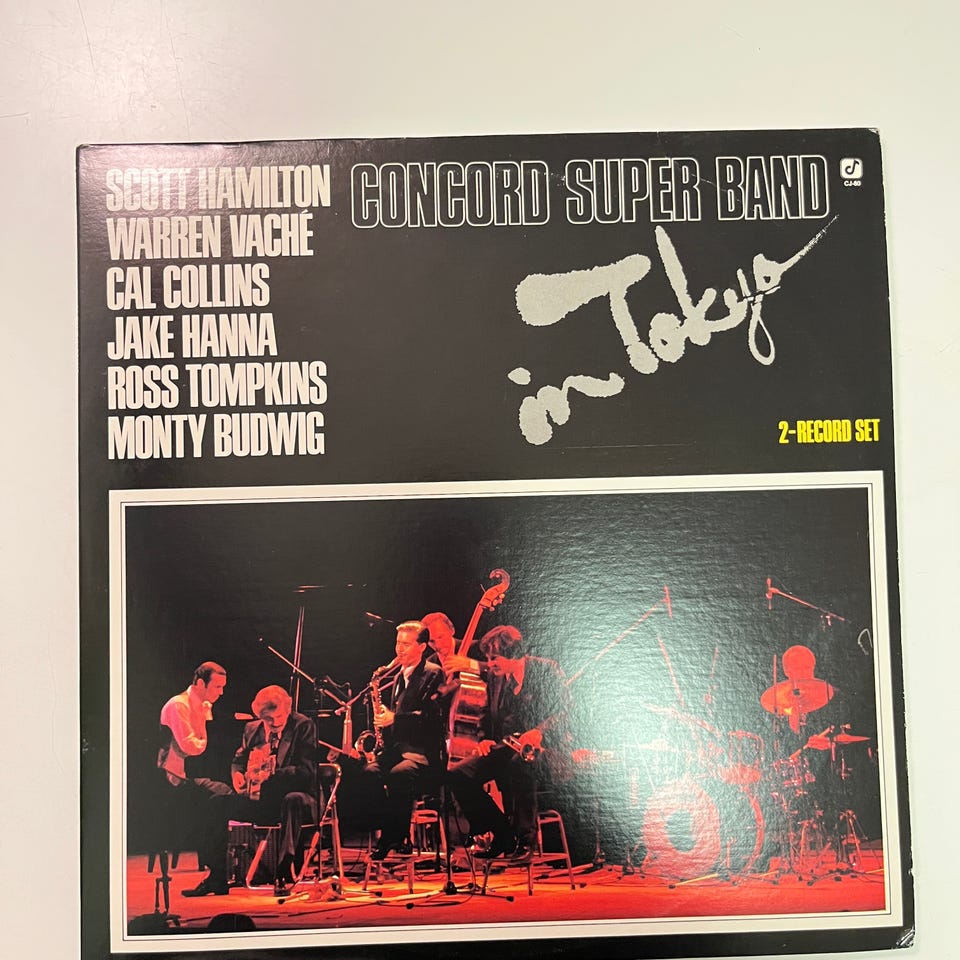 SCOTT HAMILTON
WARREN VACHÉ
CAL COLLINS
JAKE HANNA
ROSS TOMPKINS
MONTY BUDWIG
CONCORD SUPER BAND
in Tokyo
CJ-80
2-RECORD SET